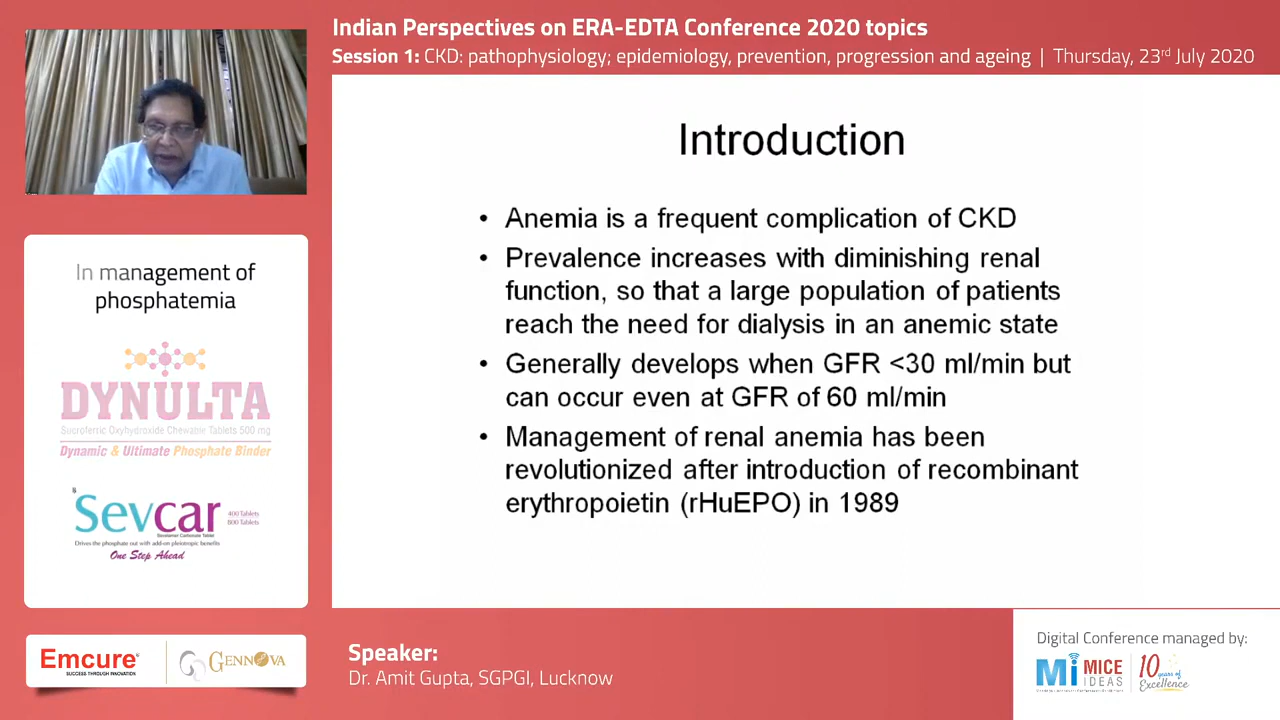 Indian Perspectives on ERA-EDTA Conference 2020 topics
Session 1: CKD: pathophysiology; epidemiology, prevention, progression and ageing | Thursday, 23rd July 2020
In management of
phosphatemia
DYNULTA
Sucroferric Oxyhydroxide Chewable Tablets 500 mg
Dynamic & Ultimate Phosphate Binder
Sevcar
400 Tablets
800 Tablets
Sevelamer Carbonate Tablet
Drives the phosphate out with add-on pleiotropic benefits
One Step Ahead
Introduction
• Anemia is a frequent complication of CKD
• Prevalence increases with diminishing renal
function, so that a large population of patients
reach the need for dialysis in an anemic state
• Generally develops when GFR <30 ml/min but
can occur even at GFR of 60 ml/min
• Management of renal anemia has been
revolutionized after introduction of recombinant
erythropoietin (rHuEPO) in 1989
Emcure®
SUCCESS THROUGH INNOVATION
GENNOVA
Speaker:
Dr. Amit Gupta, SGPGI, Lucknow
Digital Conference managed by:
Mi MICE
IDEAS
10 years of
Excellence